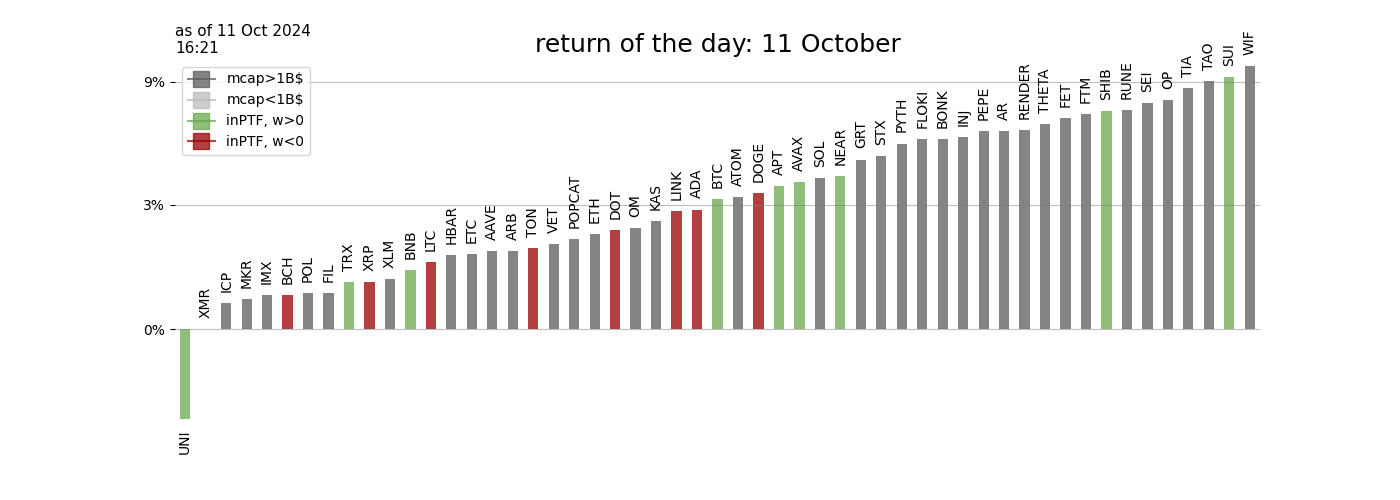 as of 11 Oct 2024
16:21
return of the day: 11 October
mcap>1B$
mcap<1B$
inPTF, w>0
inPTF, w<0
9%
3%
0%
UNI
XMR
ICP
MKR
IMX
BCH
POL
FIL
TRX
XRP
XLM
BNB
LTC
HBAR
ETC
AAVE
ARB
TON
VET
POPCAT
ETH
DOT
OM
KAS
LINK
ADA
BTC
ATOM
DOGE
APT
AVAX
SOL
NEAR
GRT
STX
PYTH
FLOKI
BONK
INJ
PEPE
AR
RENDER
THETA
FET
FTM
SHIB
RUNE
SEI
OP
TIA
TAO
SUI
WIF